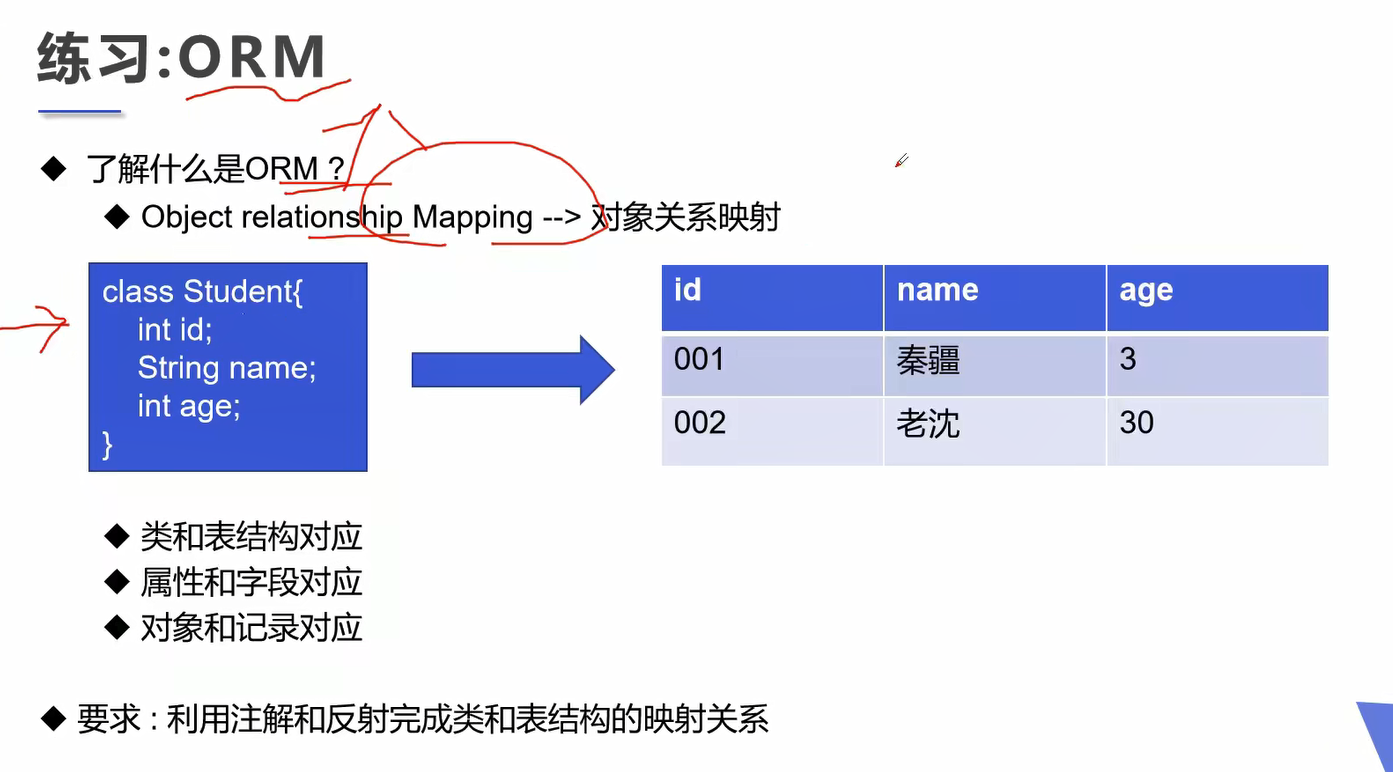 练习:ORM
了解什么是ORM？
Object relationship Mapping --> 对象关系映射
class Student{
int id;
String name;
int age;
}
id name age
001 秦疆 3
002 老沈 30
类和表结构对应
属性和字段对应
对象和记录对应
要求：利用注解和反射完成类和表结构的映射关系